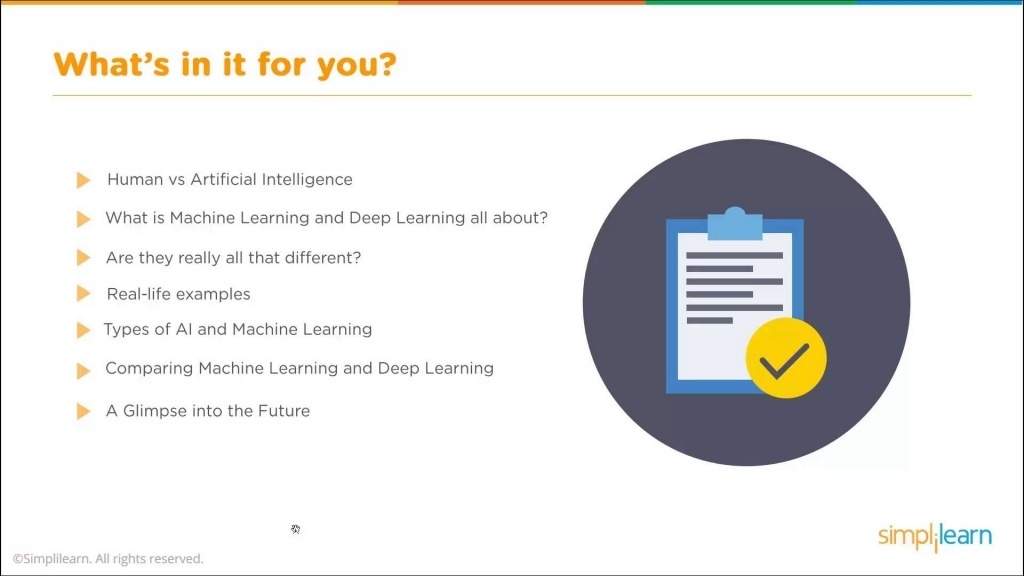 What's in it for you?
Human vs Artificial Intelligence
What is Machine Learning and Deep Learning all about?
Are they really all that different?
Real-life examples
Types of AI and Machine Learning
Comparing Machine Learning and Deep Learning
A Glimpse into the Future
simplilearn
©Simplilearn. All rights reserved.